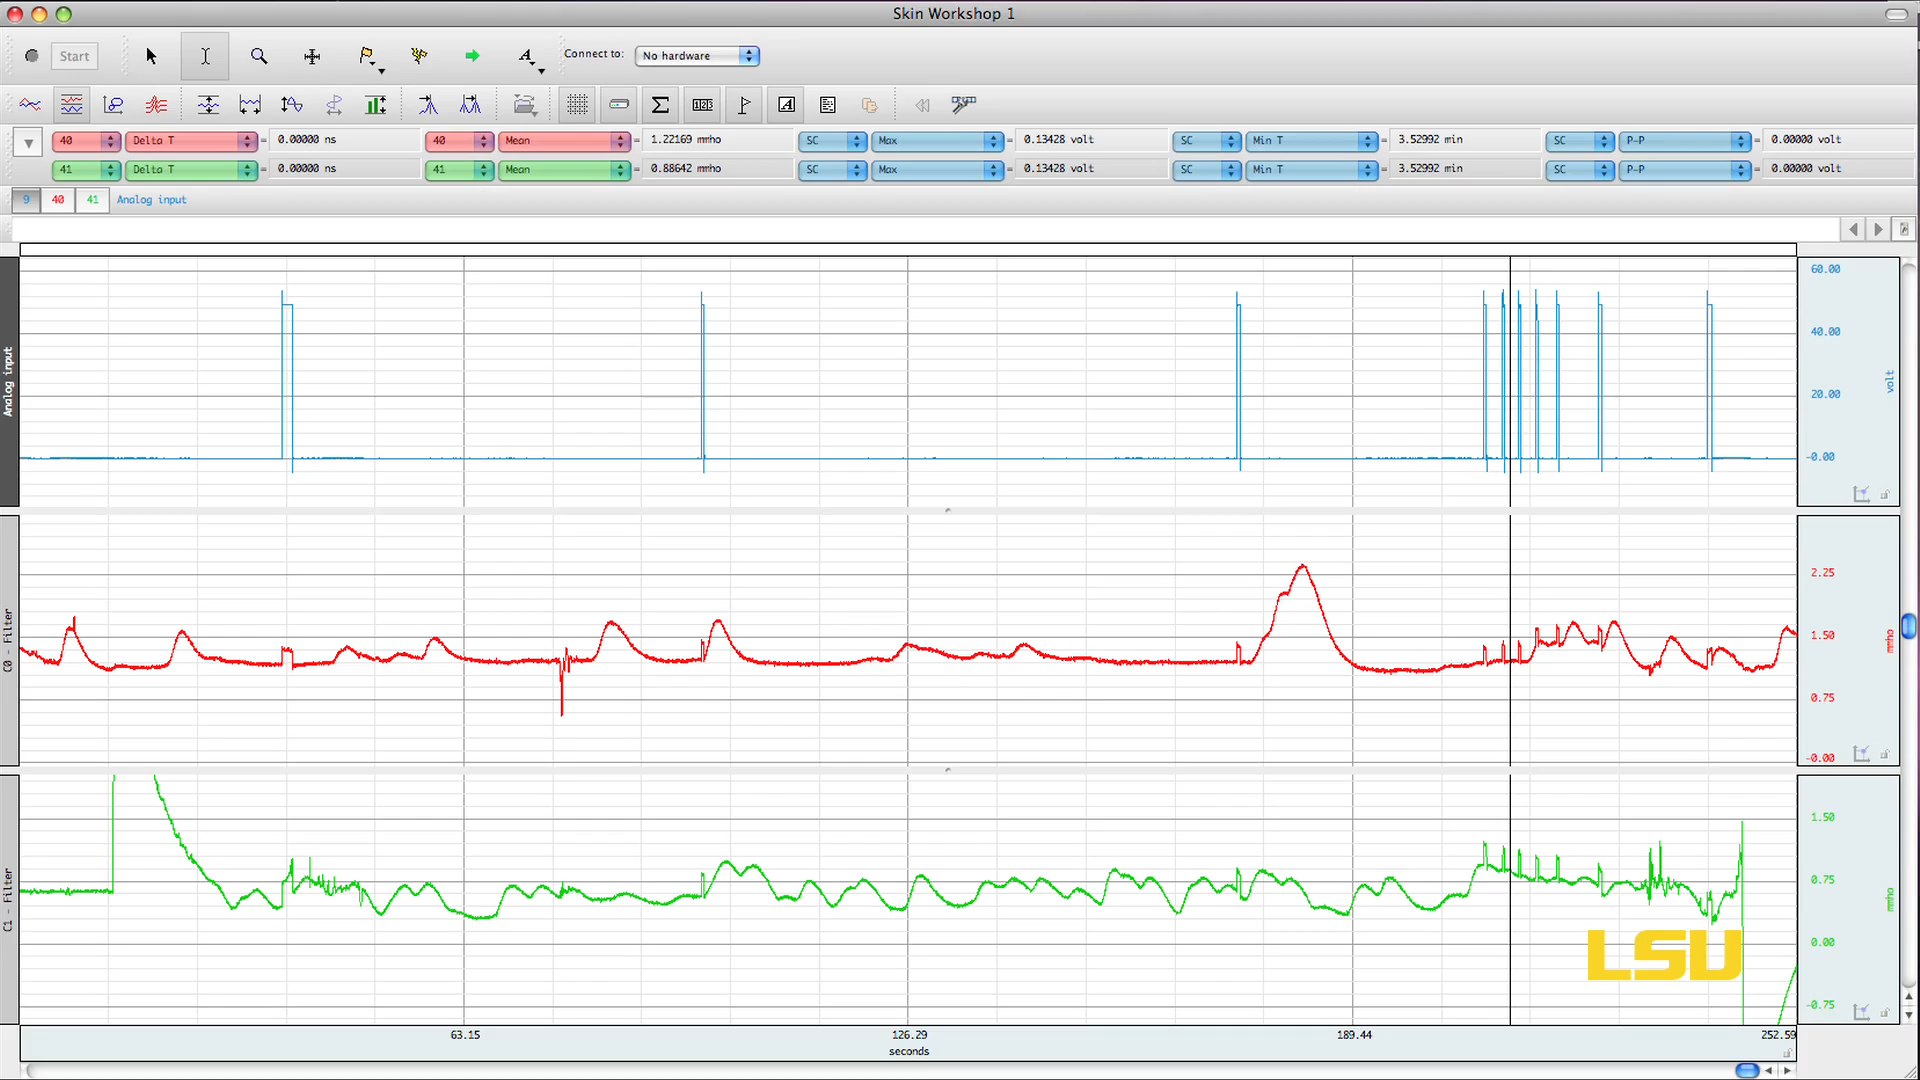 Skin Workshop 1
Start
Connect to: No hardware
40 Delta T = 0.00000 ns 40 Mean = 1.22169 mmho SC Max = 0.13428 volt SC Min T = 3.52992 min SC P-P = 0.00000 volt
41 Delta T = 0.00000 ns 41 Mean = 0.88642 mmho SC Max = 0.13428 volt SC Min T = 3.52992 min SC P-P = 0.00000 volt
9 40 41 Analog input
Analog input
60.00
40.00
20.00
-0.00
volt
C0 - Filter
2.25
1.50
0.75
-0.00
mmho
C1 - Filter
1.50
0.75
0.00
-0.75
mmho
LSU
63.15 126.29 189.44 252.59
seconds